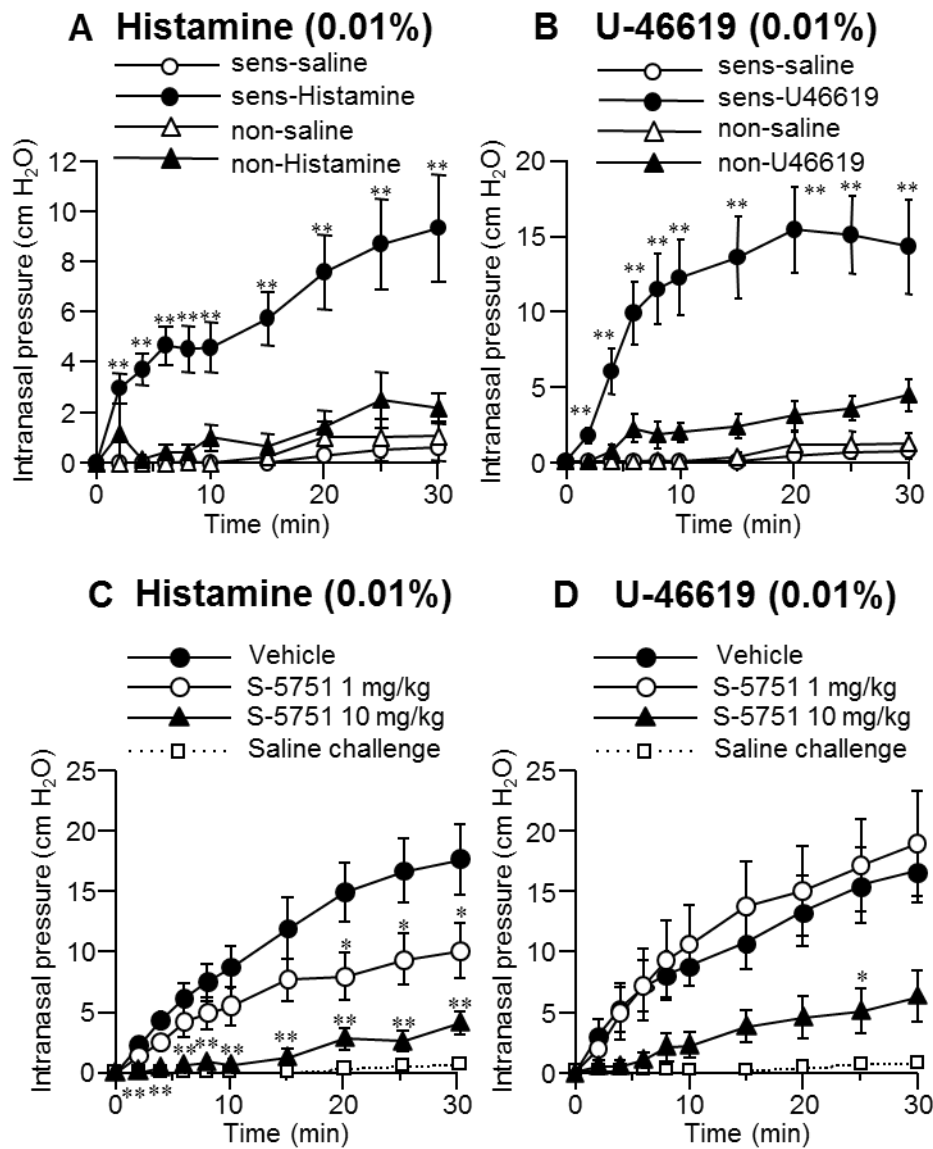 A Histamine (0.01%)
sens-saline
sens-Histamine
non-saline
non-Histamine
Intranasal pressure (cm H₂O)
12
10
8
6
4
2
0
** ** ** ** ** ** ** ** **
0 10 20 30
Time (min)
B U-46619 (0.01%)
sens-saline
sens-U46619
non-saline
non-U46619
Intranasal pressure (cm H₂O)
20
15
10
5
0
** ** ** ** ** ** ** ** **
0 10 20 30
Time (min)
C Histamine (0.01%)
Vehicle
S-5751 1 mg/kg
S-5751 10 mg/kg
Saline challenge
Intranasal pressure (cm H₂O)
25
20
15
10
5
0
* * *
** ** ** ** ** ** ** ** **
0 10 20 30
Time (min)
D U-46619 (0.01%)
Vehicle
S-5751 1 mg/kg
S-5751 10 mg/kg
Saline challenge
Intranasal pressure (cm H₂O)
25
20
15
10
5
0
*
0 10 20 30
Time (min)